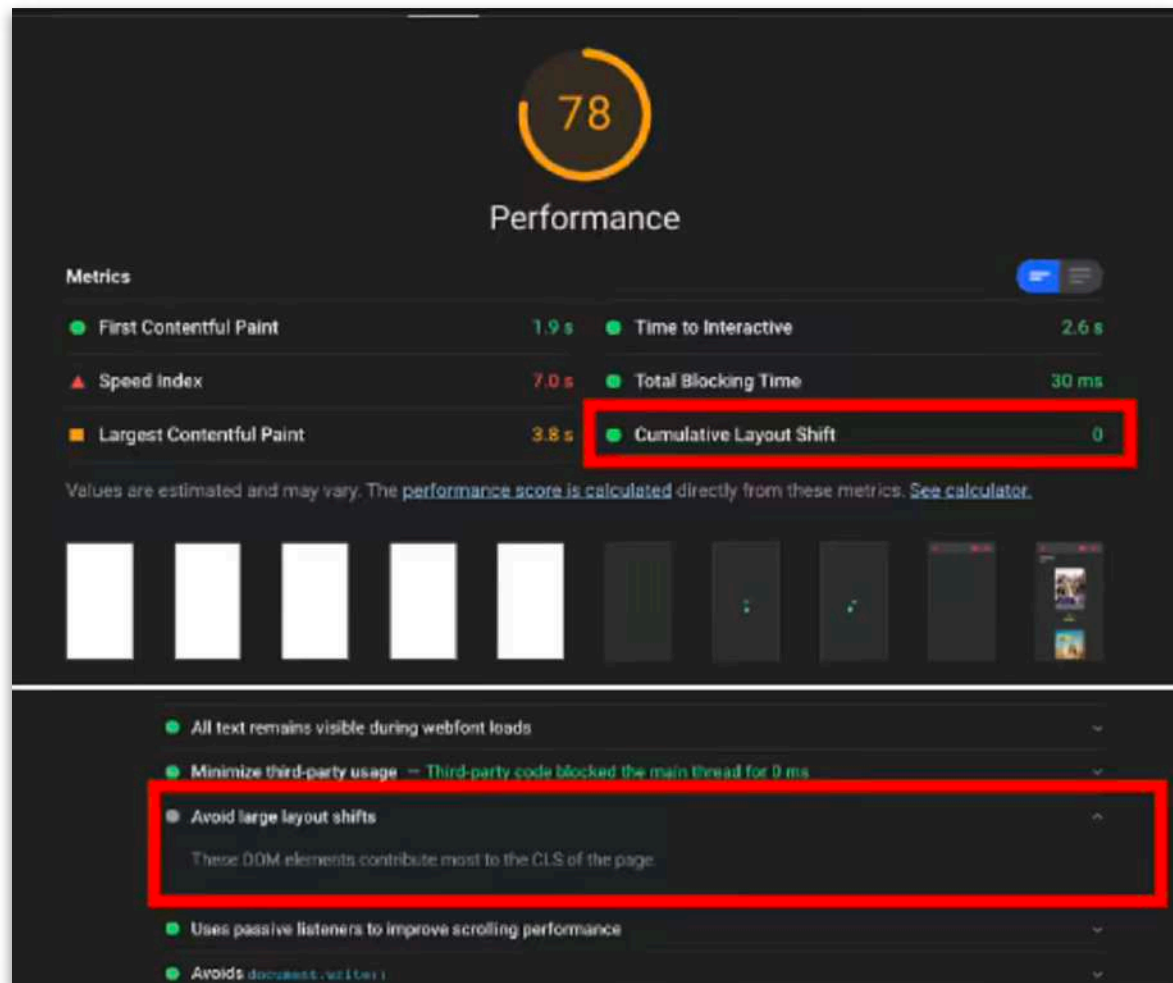 78
Performance
Metrics
First Contentful Paint 1.9 s
Time to Interactive 2.6 s
Speed Index 7.0 s
Total Blocking Time 30 ms
Largest Contentful Paint 3.8 s
Cumulative Layout Shift 0
Values are estimated and may vary. The performance score is calculated directly from these metrics. See calculator.
All text remains visible during webfont loads
Minimize third-party usage — Third-party code blocked the main thread for 0 ms
Avoid large layout shifts
These DOM elements contribute most to the CLS of the page.
Uses passive listeners to improve scrolling performance
Avoids document.write()